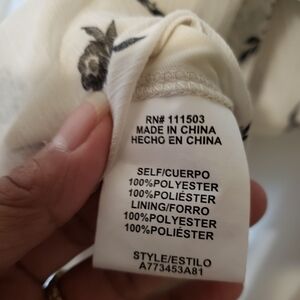 RN# 111503
MADE IN CHINA
HECHO EN CHINA
SELF/CUERPO
100%POLYESTER
100%POLIÉSTER
LINING/FORRO
100%POLYESTER
100%POLIÉSTER
STYLE/ESTILO
A773453A81